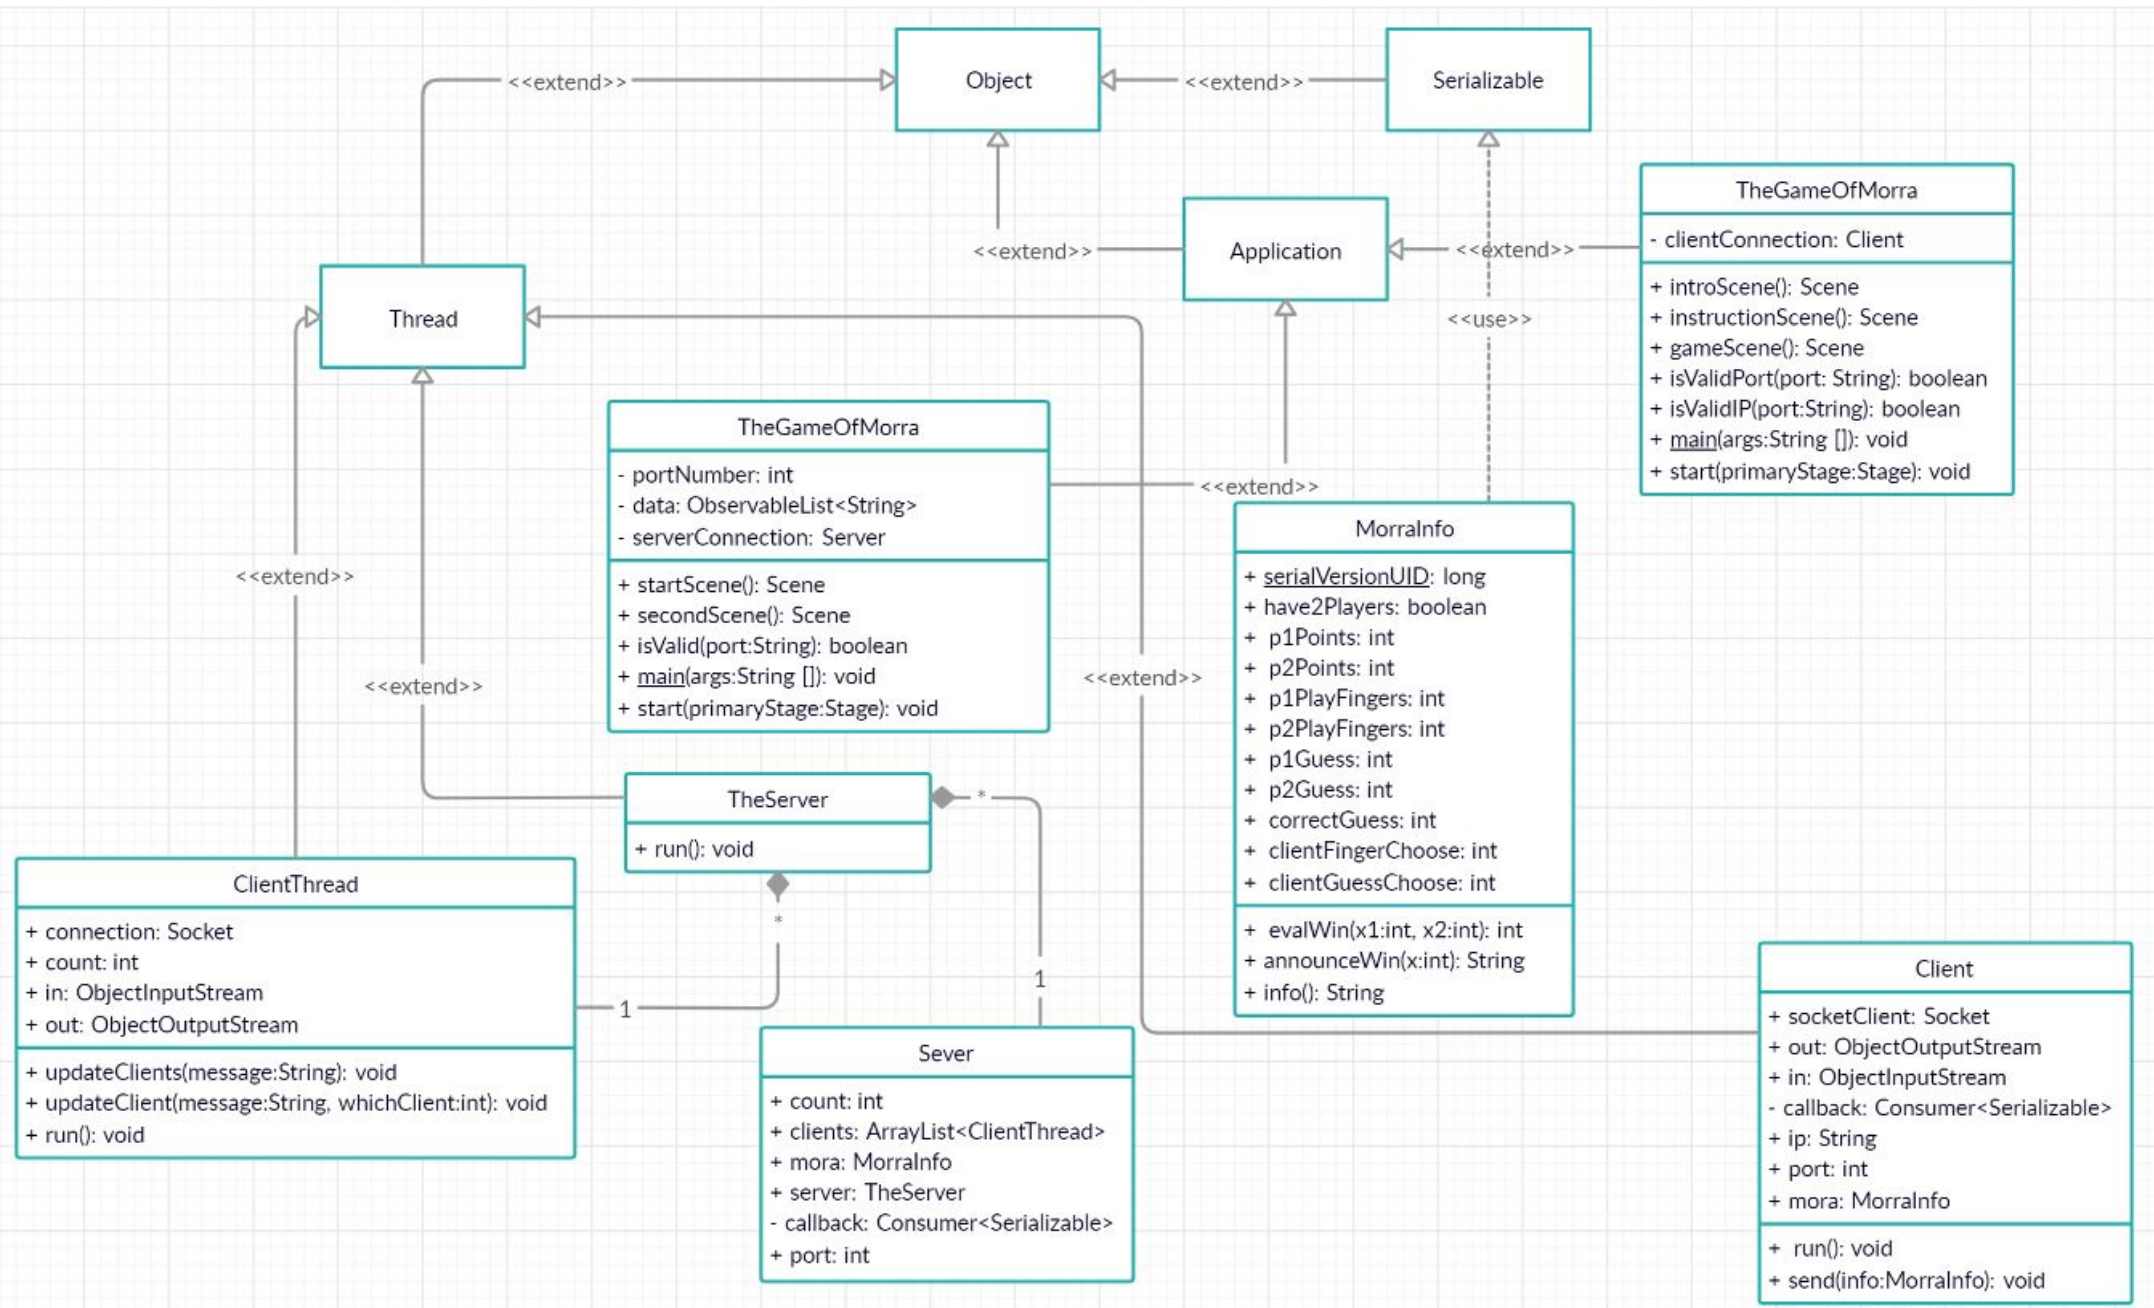 Object
Serializable
<<extend>>
<<extend>>
Application
<<extend>>
<<extend>>
TheGameOfMorra
- clientConnection: Client
+ introScene(): Scene
+ instructionScene(): Scene
+ gameScene(): Scene
+ isValidPort(port: String): boolean
+ isValidIP(port:String): boolean
+ main(args:String []): void
+ start(primaryStage:Stage): void
Thread
<<use>>
TheGameOfMorra
- portNumber: int
- data: ObservableList<String>
- serverConnection: Server
+ startScene(): Scene
+ secondScene(): Scene
+ isValid(port:String): boolean
+ main(args:String []): void
+ start(primaryStage:Stage): void
<<extend>>
MorraInfo
+ serialVersionUID: long
+ have2Players: boolean
+ p1Points: int
+ p2Points: int
+ p1PlayFingers: int
+ p2PlayFingers: int
+ p1Guess: int
+ p2Guess: int
+ correctGuess: int
+ clientFingerChoose: int
+ clientGuessChoose: int
+ evalWin(x1:int, x2:int): int
+ announceWin(x:int): String
+ info(): String
<<extend>>
<<extend>>
<<extend>>
TheServer
+ run(): void
*
*
1
1
ClientThread
+ connection: Socket
+ count: int
+ in: ObjectInputStream
+ out: ObjectOutputStream
+ updateClients(message:String): void
+ updateClient(message:String, whichClient:int): void
+ run(): void
Sever
+ count: int
+ clients: ArrayList<ClientThread>
+ mora: MorraInfo
+ server: TheServer
- callback: Consumer<Serializable>
+ port: int
Client
+ socketClient: Socket
+ out: ObjectOutputStream
+ in: ObjectInputStream
- callback: Consumer<Serializable>
+ ip: String
+ port: int
+ mora: MorraInfo
+ run(): void
+ send(info:MorraInfo): void